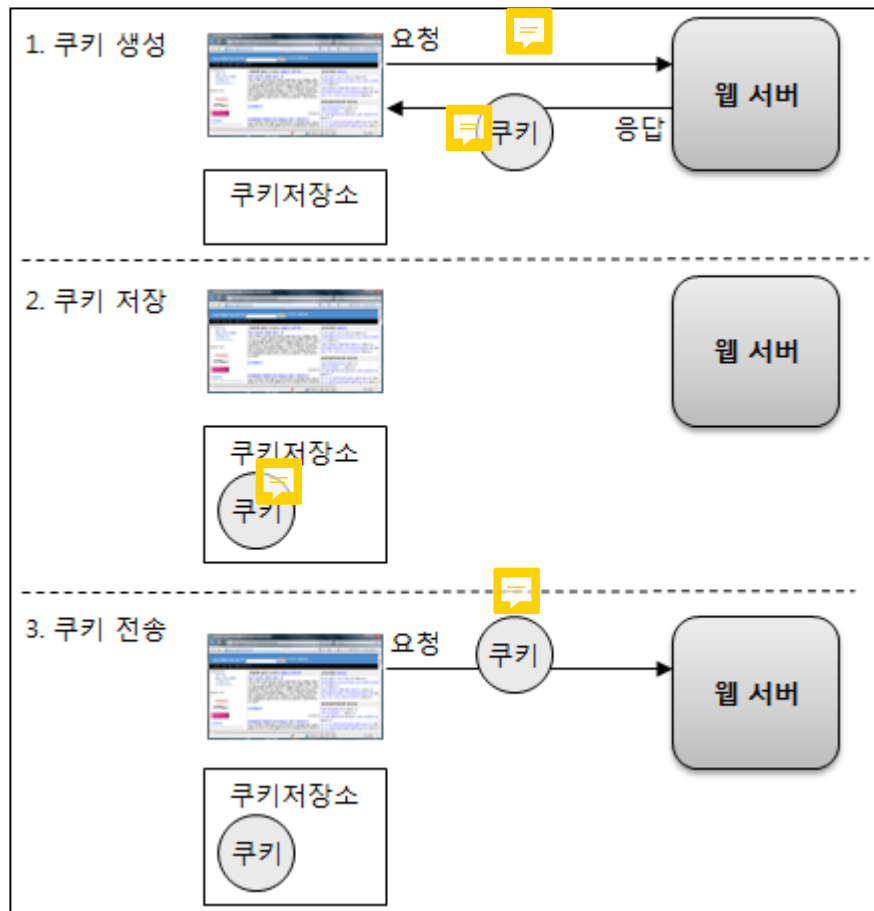 1. 쿠키 생성
요청
웹 서버
쿠키
응답
쿠키저장소
2. 쿠키 저장
웹 서버
쿠키저장소
쿠키
3. 쿠키 전송
요청
쿠키
웹 서버
쿠키저장소
쿠키